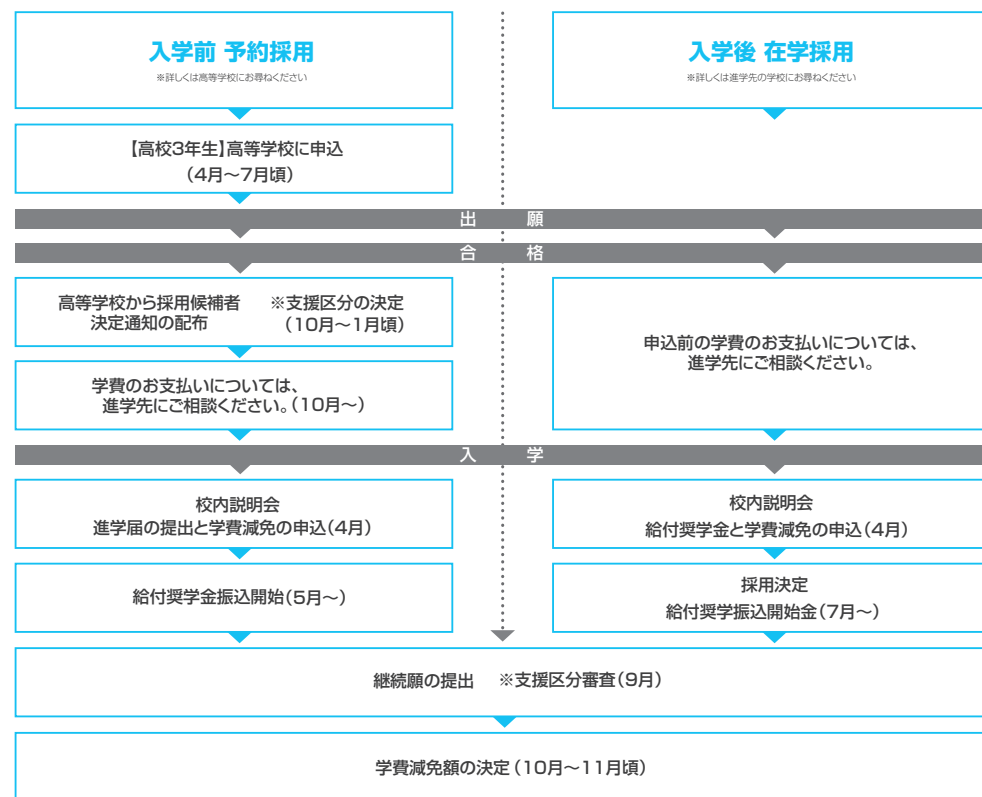 入学前 予約採用
※詳しくは高等学校にお尋ねください
入学後 在学採用
※詳しくは進学先の学校にお尋ねください
【高校3年生】高等学校に申込
(4月～7月頃)
出 願
合 格
高等学校から採用候補者 ※支援区分の決定
決定通知の配布 (10月～1月頃)
学費のお支払いについては、
進学先にご相談ください。(10月～)
申込前の学費のお支払いについては、
進学先にご相談ください。
入 学
校内説明会
進学届の提出と学費減免の申込(4月)
校内説明会
給付奨学金と学費減免の申込(4月)
給付奨学金振込開始(5月～)
採用決定
給付奨学振込開始金(7月～)
継続願の提出 ※支援区分審査(9月)
学費減免額の決定(10月～11月頃)